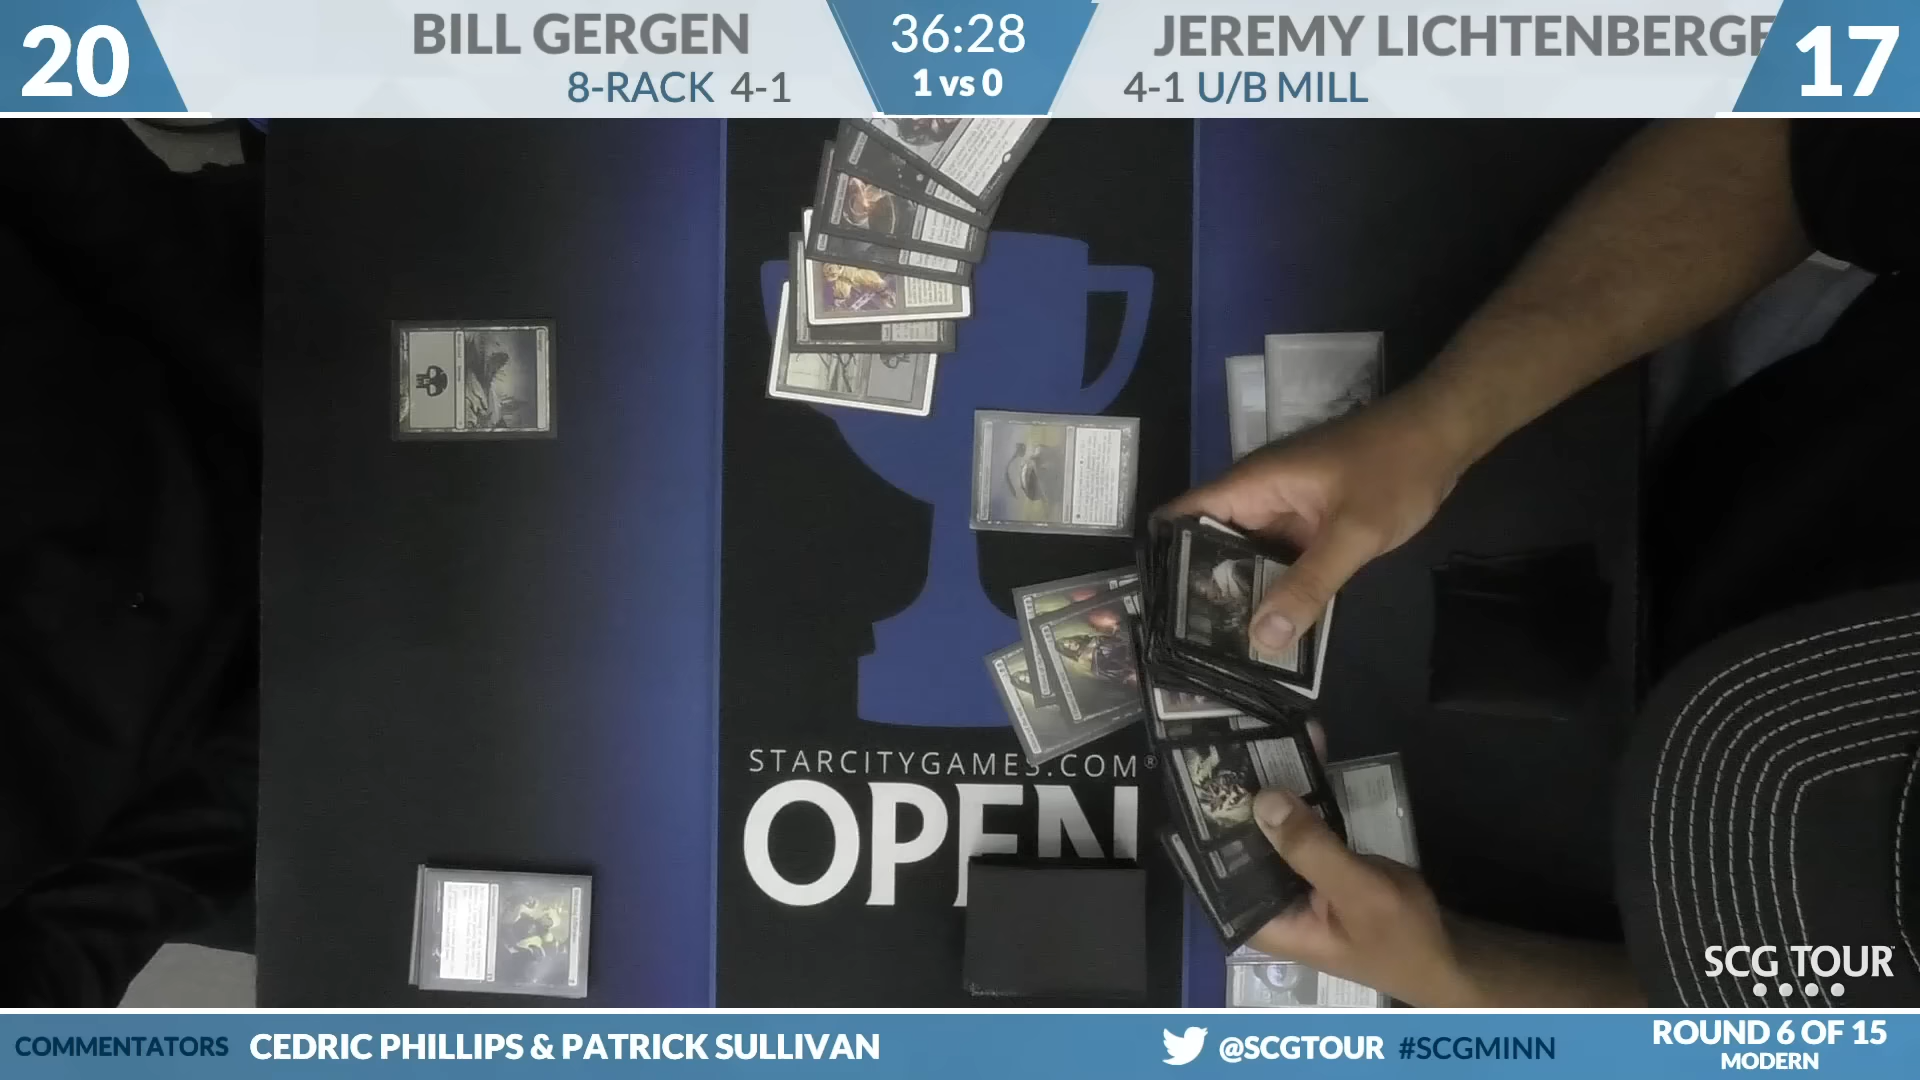 20
BILL GERGEN
8-RACK 4-1
36:28
1 vs 0
JEREMY LICHTENBERGE
4-1 U/B MILL
17
STARCITYGAMES.COM®
OPEN
SCG TOUR™
COMMENTATORS CEDRIC PHILLIPS & PATRICK SULLIVAN
@SCGTOUR #SCGMINN
ROUND 6 OF 15
MODERN